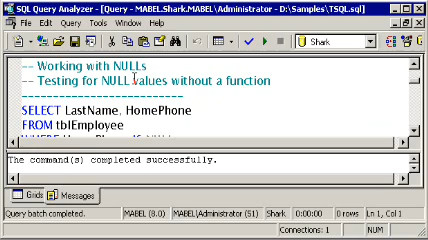 SQL Query Analyzer - [Query - MABEL.Shark.MABEL\Administrator - D:\Samples\TSQL.sql]
File Edit Query Tools Window Help
Shark
-- Working with NULLs
-- Testing for NULL values without a function
--------------------------
SELECT LastName, HomePhone
FROM tblEmployee
The command(s) completed successfully.
Grids Messages
Query batch completed. MABEL (8.0) MABEL\Administrator (51) Shark 0:00:00 0 rows Ln 1, Col 1
Connections: 1 NUM